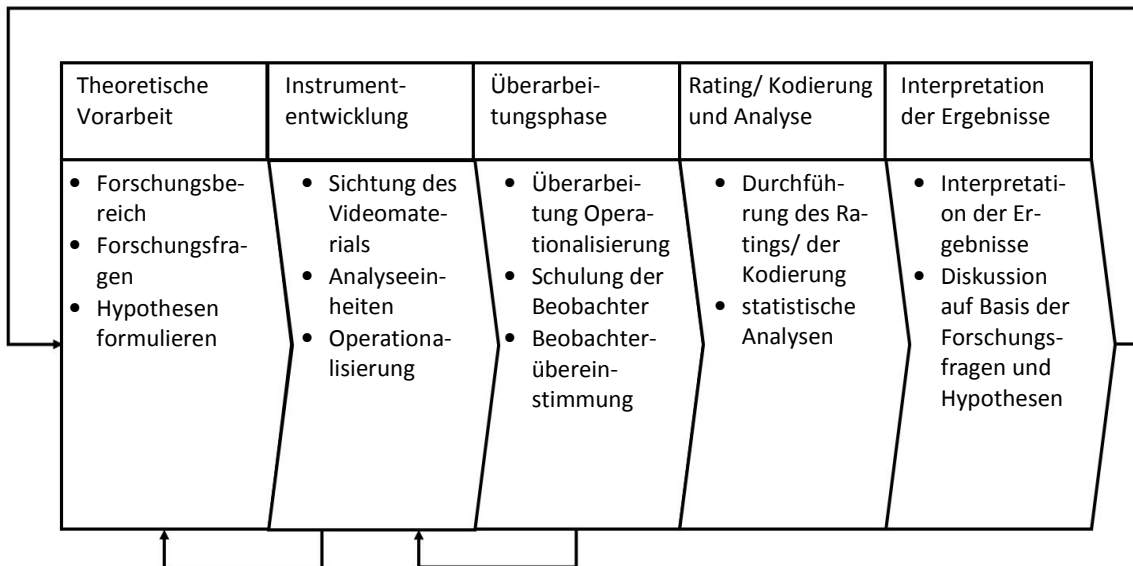 Theoretische
Vorarbeit
Instrument-
entwicklung
Überarbei-
tungsphase
Rating/ Kodierung
und Analyse
Interpretation
der Ergebnisse
• Forschungsbe-
reich
• Forschungsfra-
gen
• Hypothesen
formulieren
• Sichtung des
Videomate-
rials
• Analyseein-
heiten
• Operationa-
lisierung
• Überarbei-
tung Opera-
tionalisierung
• Schulung der
Beobachter
• Beobachter-
überein-
stimmung
• Durchfüh-
rung des Ra-
tings/ der
Kodierung
• statistische
Analysen
• Interpretati-
on der Er-
gebnisse
• Diskussion
auf Basis der
Forschungs-
fragen und
Hypothesen